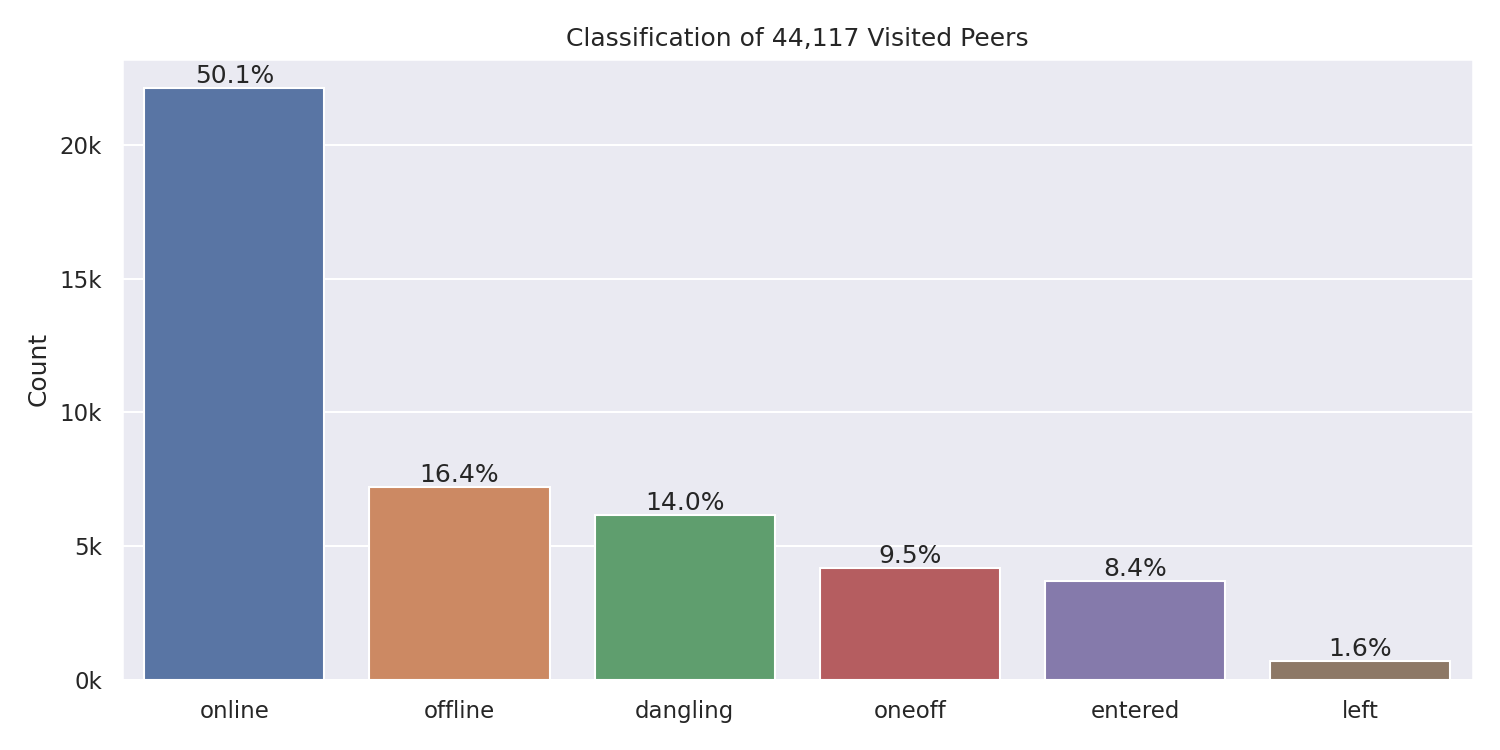 Classification of 44,117 Visited Peers
50.1%
20k
15k
Count
10k
16.4%
14.0%
5k
9.5%
8.4%
1.6%
0k
online
offline
dangling
oneoff
entered
left